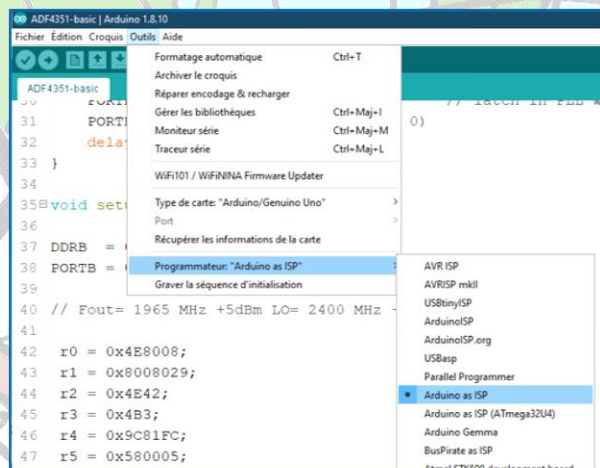 ADF4351-basic | Arduino 1.8.10
Fichier Édition Croquis Outils Aide
ADF4351-basic
Formatage automatique Ctrl+T
Archiver le croquis
Réparer encodage & recharger
Gérer les bibliothèques Ctrl+Maj+I
Moniteur série Ctrl+Maj+M
Traceur série Ctrl+Maj+L
WiFi101 / WiFiNINA Firmware Updater
Type de carte: "Arduino/Genuino Uno"
Port
Récupérer les informations de la carte
Programmateur: "Arduino as ISP"
Graver la séquence d'initialisation
AVR ISP
AVRISP mkII
USBtinyISP
ArduinoISP
ArduinoISP.org
USBasp
Parallel Programmer
Arduino as ISP
Arduino as ISP (ATmega32U4)
Arduino Gemma
BusPirate as ISP
// latch in PLL
31 PORT 0)
32 dela
33 }
34
35 void set
36
37 DDRB =
38 PORTB =
39
40 // Fout= 1965 MHz +5dBm LO= 2400 MHz -
41
42 r0 = 0x4E8008;
43 r1 = 0x8008029;
44 r2 = 0x4E42;
45 r3 = 0x4B3;
46 r4 = 0x9C81FC;
47 r5 = 0x580005;